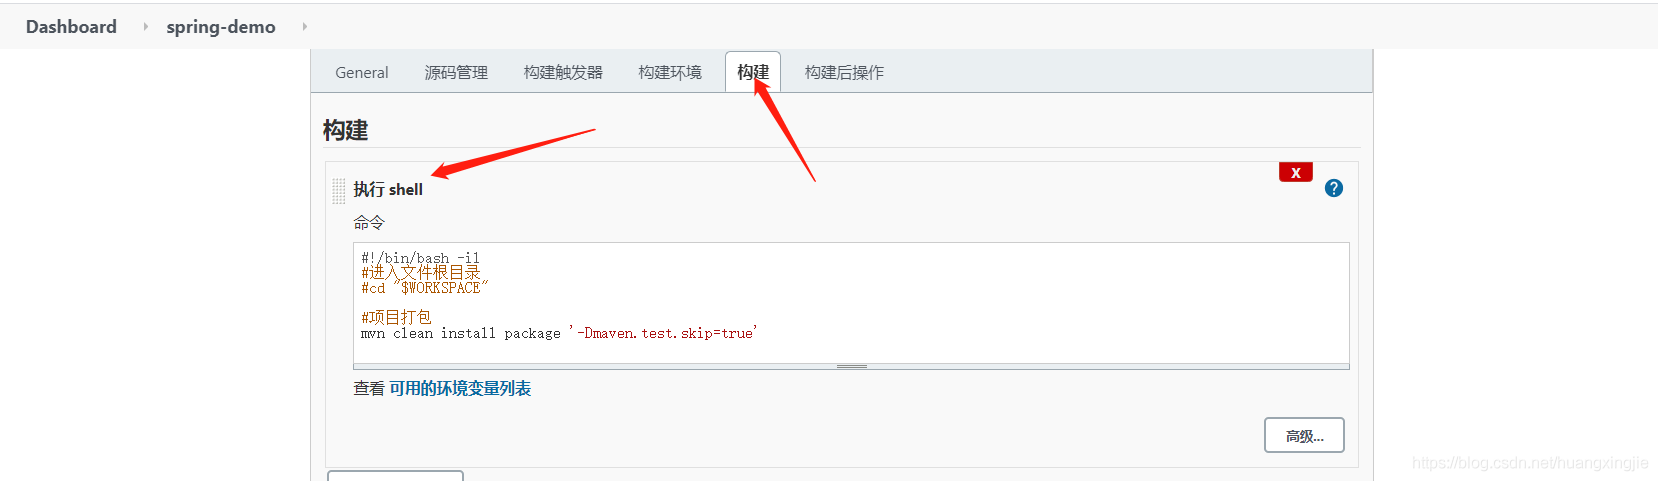 Dashboard spring-demo
General 源码管理 构建触发器 构建环境 构建 构建后操作
构建
X
执行 shell
?
命令
#!/bin/bash -il
#进入文件根目录
#cd "$WORKSPACE"
#项目打包
mvn clean install package '-Dmaven.test.skip=true'
查看 可用的环境变量列表
高级...
https://blog.csdn.net/huangxingjie